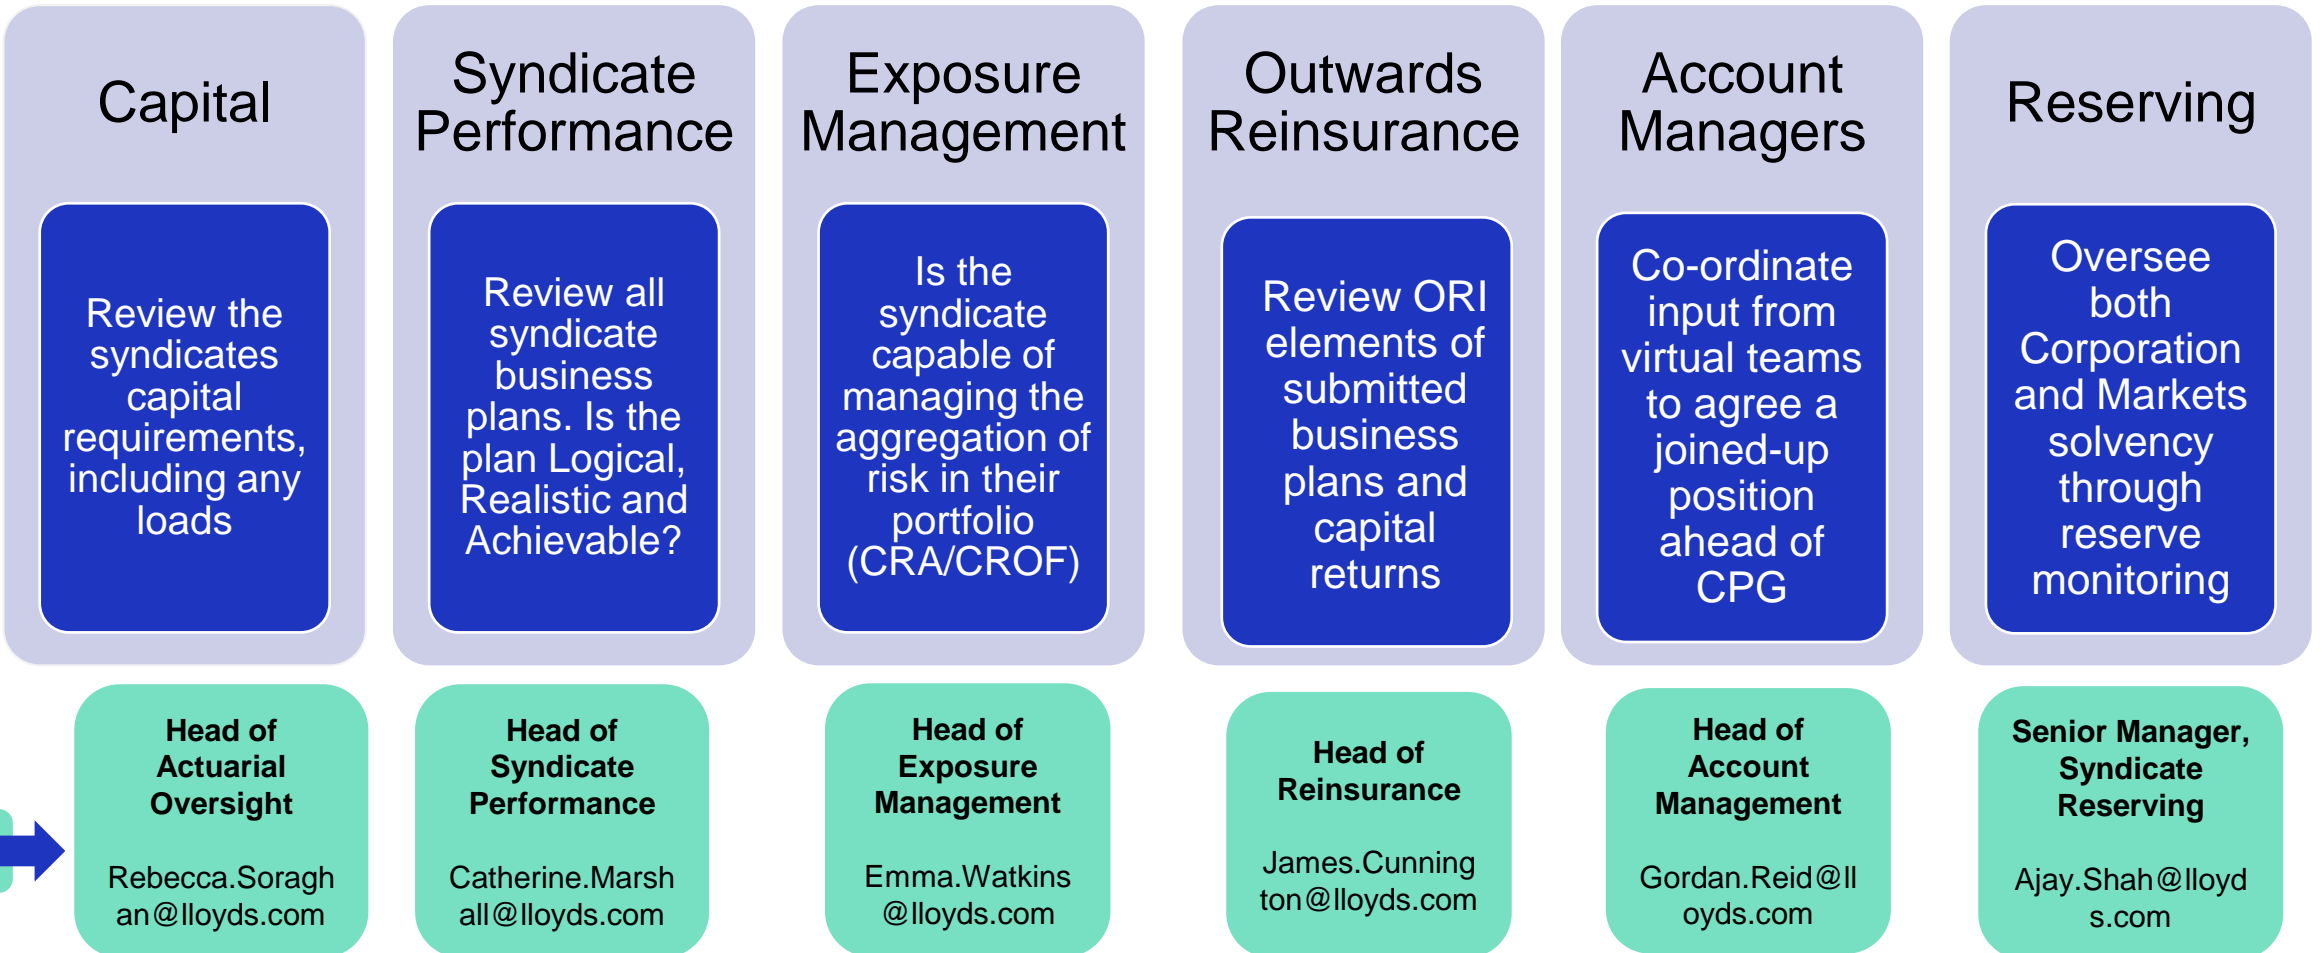 Capital
Syndicate
Performance
Exposure
Management
Outwards
Reinsurance
Account
Managers
Reserving
Review the
syndicates
capital
requirements,
including any
loads
Review all
syndicate
business
plans. Is the
plan Logical,
Realistic and
Achievable?
Is the
syndicate
capable of
managing the
aggregation of
risk in their
portfolio
(CRA/CROF)
Review ORI
elements of
submitted
business
plans and
capital
returns
Co-ordinate
input from
virtual teams
to agree a
joined-up
position
ahead of
CPG
Oversee
both
Corporation
and Markets
solvency
through
reserve
monitoring
Head of
Actuarial
Oversight
Rebecca.Soragh
an@lloyds.com
Head of
Syndicate
Performance
Catherine.Marsh
all@lloyds.com
Head of
Exposure
Management
Emma.Watkins
@lloyds.com
Head of
Reinsurance
James.Cunning
ton@lloyds.com
Head of
Account
Management
Gordan.Reid@ll
oyds.com
Senior Manager,
Syndicate
Reserving
Ajay.Shah@lloyd
s.com